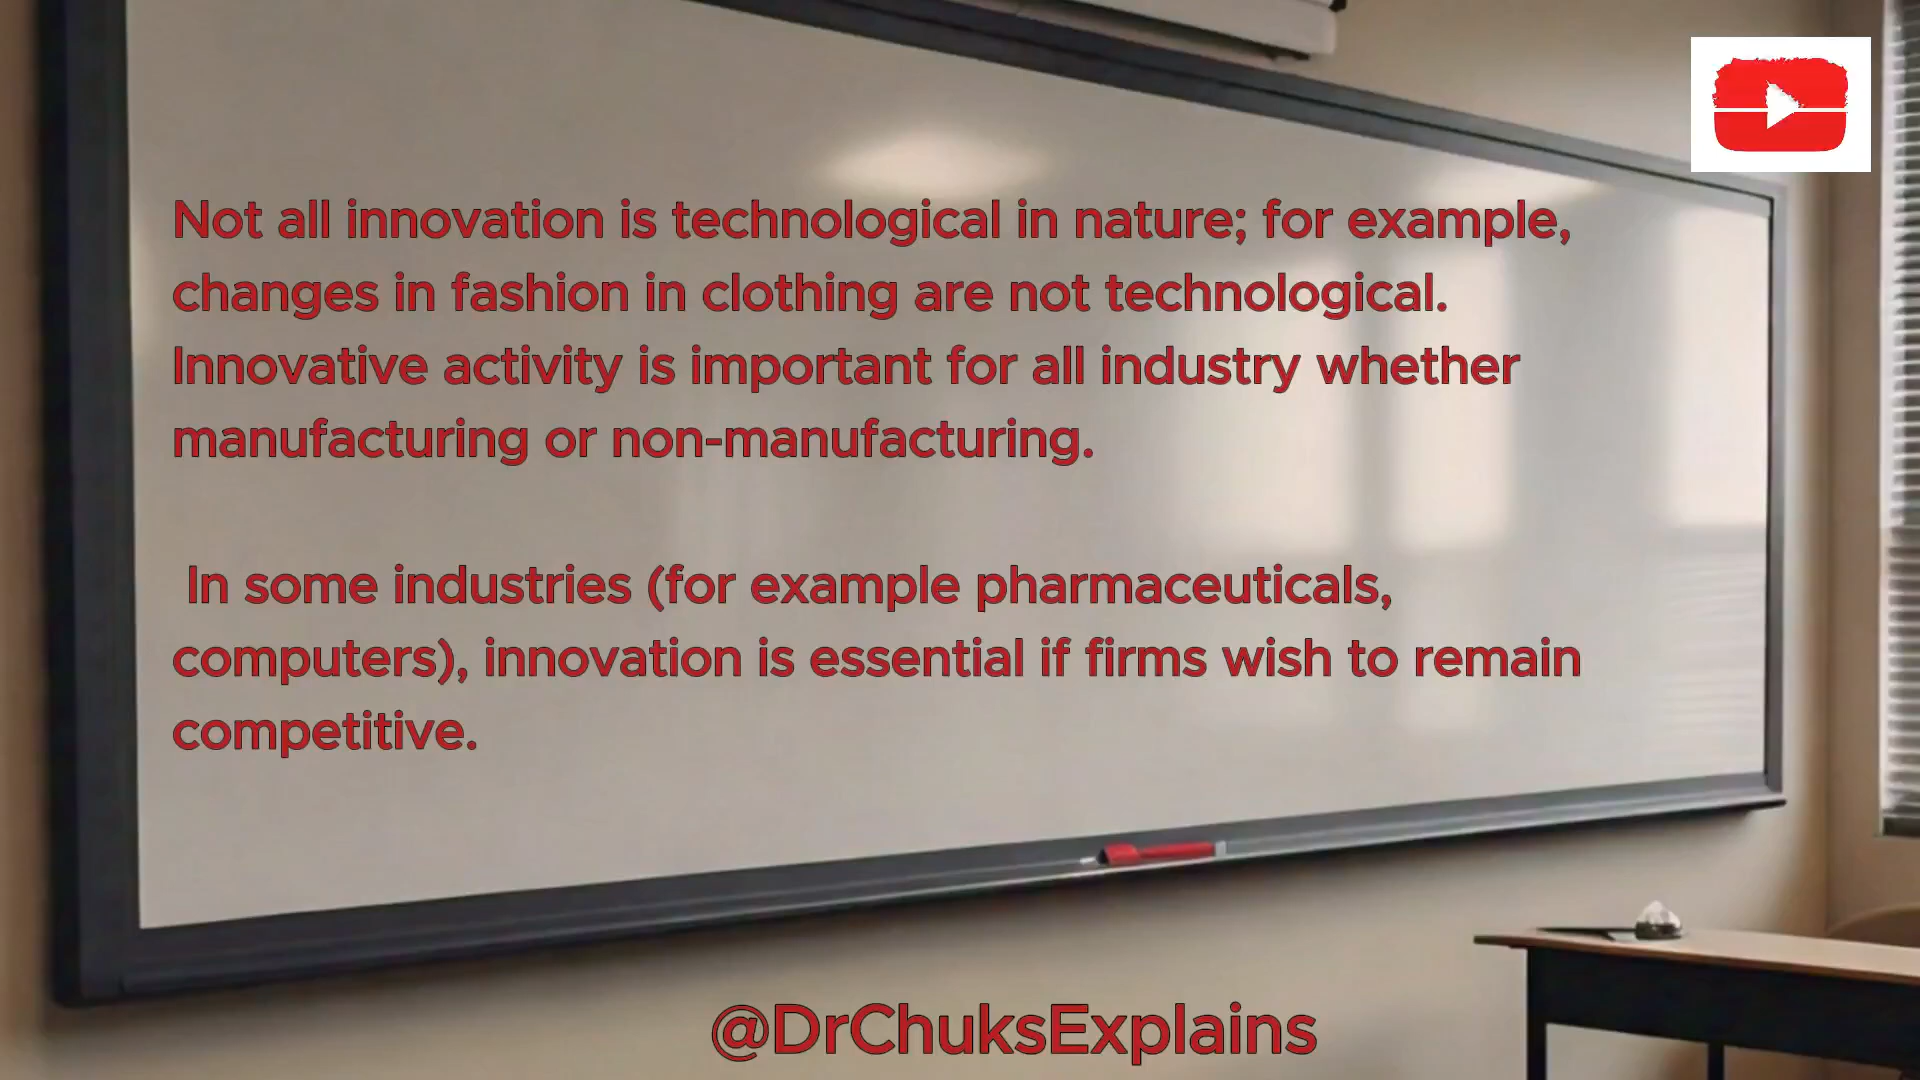 Not all innovation is technological in nature; for example,
changes in fashion in clothing are not technological.
Innovative activity is important for all industry whether
manufacturing or non-manufacturing.
In some industries (for example pharmaceuticals,
computers), innovation is essential if firms wish to remain
competitive.
@DrChuksExplains